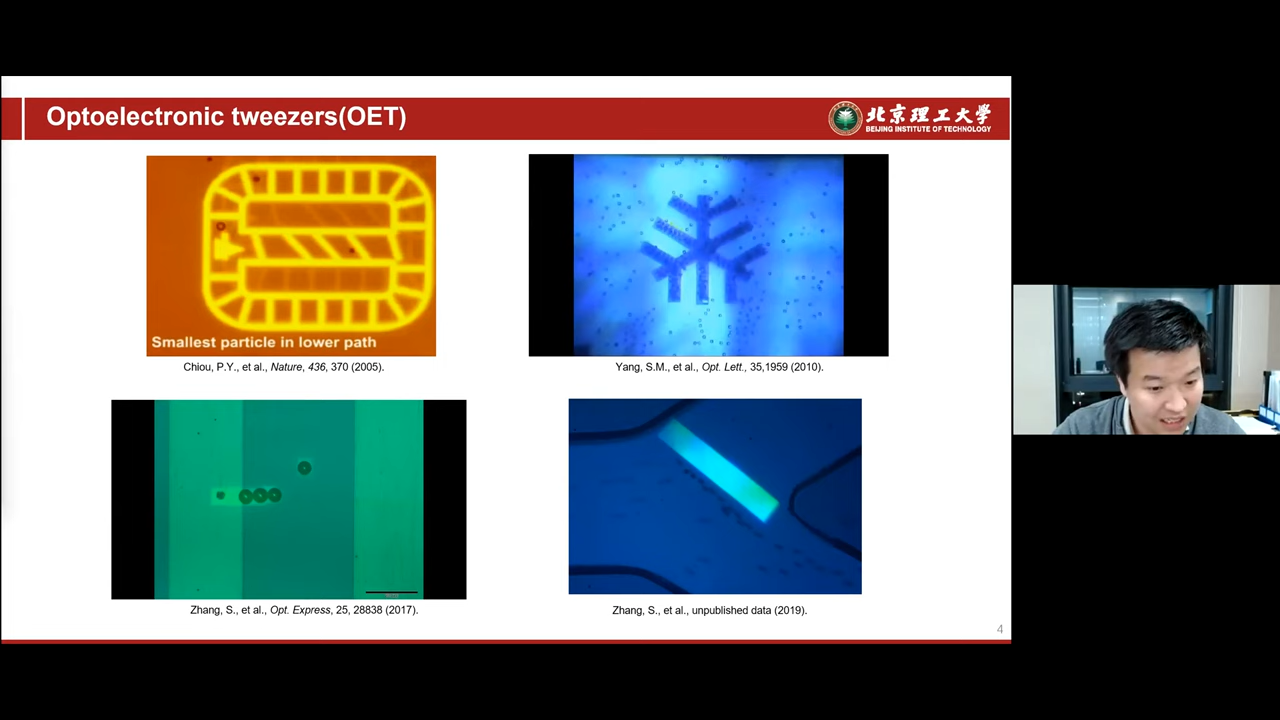 Optoelectronic tweezers(OET)
北京理工大学
BEIJING INSTITUTE OF TECHNOLOGY
Smallest particle in lower path
Chiou, P.Y., et al., Nature, 436, 370 (2005).
Yang, S.M., et al., Opt. Lett., 35,1959 (2010).
Zhang, S., et al., Opt. Express, 25, 28838 (2017).
Zhang, S., et al., unpublished data (2019).
4